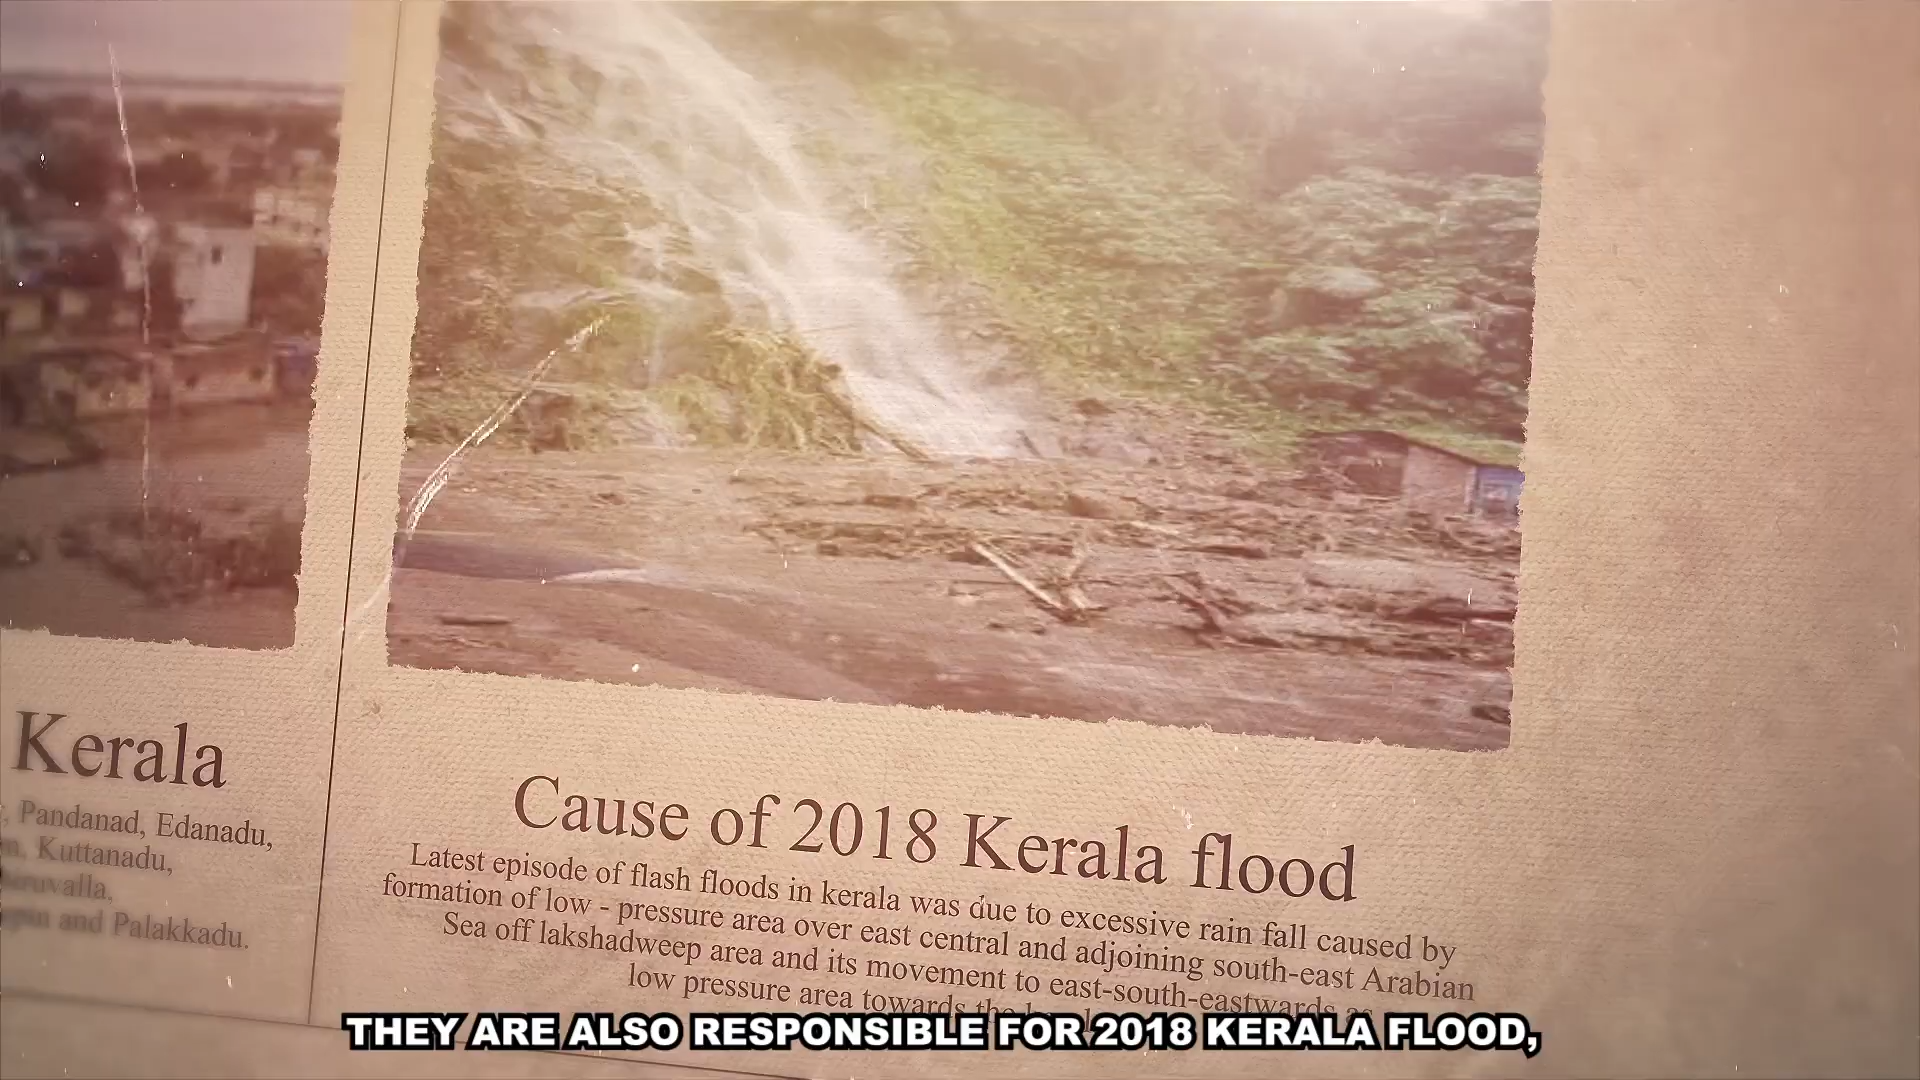 Kerala
, Pandanad, Edanadu,
Kuttanadu,
and Palakkadu.
Cause of 2018 Kerala flood
Latest episode of flash floods in kerala was due to excessive rain fall caused by
formation of low - pressure area over east central and adjoining south-east Arabian
Sea off lakshadweep area and its movement to east-south-eastwards as
low pressure area towards the
THEY ARE ALSO RESPONSIBLE FOR 2018 KERALA FLOOD,